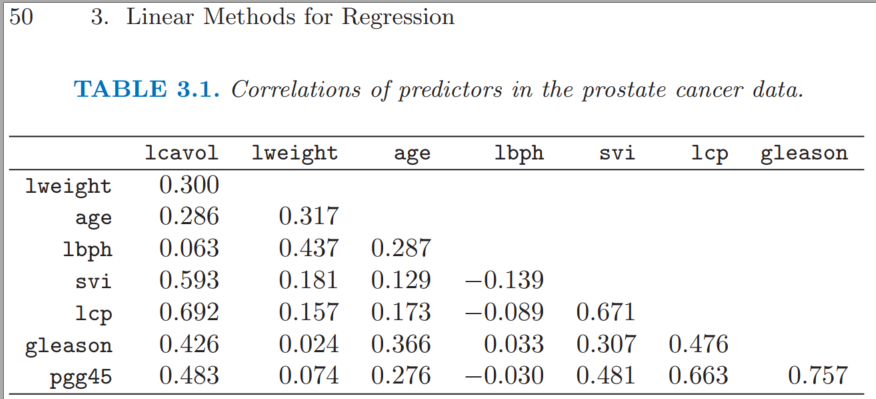 50 3. Linear Methods for Regression
TABLE 3.1. Correlations of predictors in the prostate cancer data.
lcavol lweight age lbph svi lcp gleason
lweight 0.300
age 0.286 0.317
lbph 0.063 0.437 0.287
svi 0.593 0.181 0.129 −0.139
lcp 0.692 0.157 0.173 −0.089 0.671
gleason 0.426 0.024 0.366 0.033 0.307 0.476
pgg45 0.483 0.074 0.276 −0.030 0.481 0.663 0.757